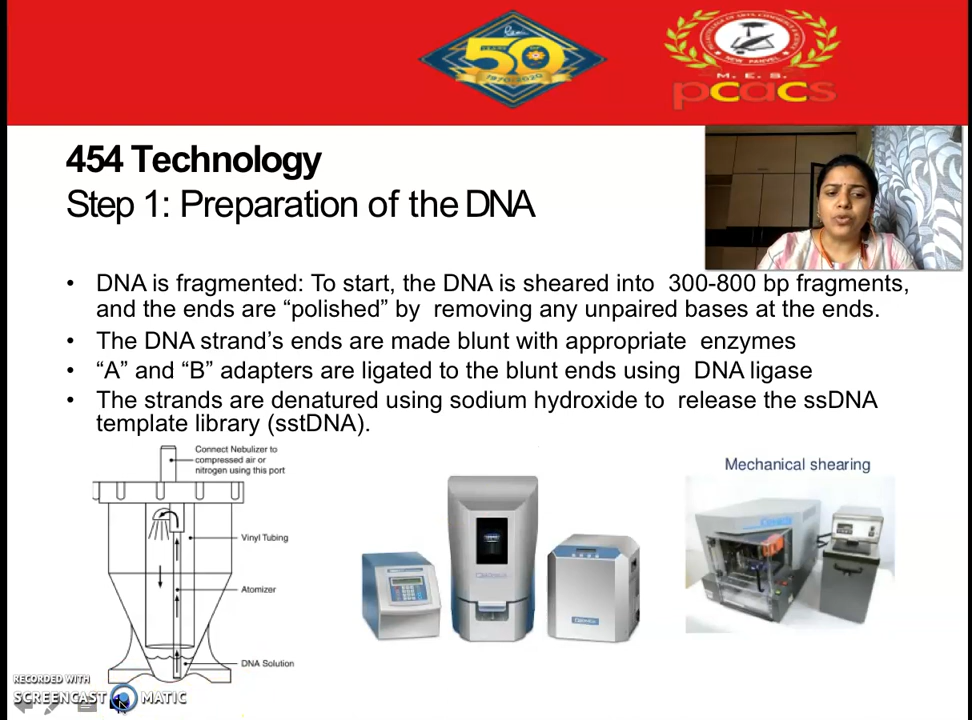 50
YEARS
1970-2020
NEW PANVEL
M. E. S.
pcacs
454 Technology
Step 1: Preparation of the DNA
• DNA is fragmented: To start, the DNA is sheared into 300-800 bp fragments,
and the ends are “polished” by removing any unpaired bases at the ends.
• The DNA strand’s ends are made blunt with appropriate enzymes
• “A” and “B” adapters are ligated to the blunt ends using DNA ligase
• The strands are denatured using sodium hydroxide to release the ssDNA
template library (sstDNA).
Connect Nebulizer to
compressed air or
nitrogen using this port
Vinyl Tubing
Atomizer
DNA Solution
Mechanical shearing
RECORDED WITH
SCREENCAST MATIC